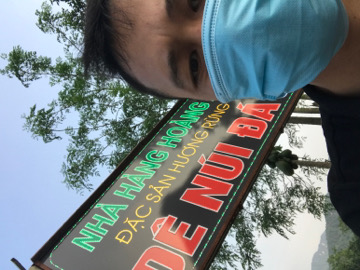 NHÀ HÀNG HOÀNG
ĐẶC SẢN HƯƠNG RỪNG
DÊ NÚI ĐÁ